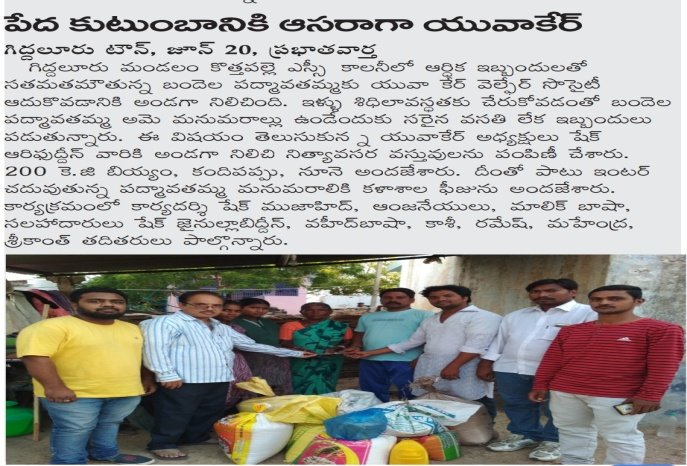 పేద కుటుంబానికి ఆసరాగా యువాకేర్
గిద్దలూరు టౌన్, జూన్ 20, ప్రభాతవార్త
గిద్దలూరు మండలం కొత్తపల్లె ఎస్సీ కాలనీలో ఆర్ధిక ఇబ్బందులతో
సతమతమౌతున్న బందెల పద్మావతమ్మకు యువా కేర్ వెల్ఫేర్ సొసైటీ
ఆదుకోవడానికి అండగా నిలిచింది. ఇళ్ళు శిధిలావస్థతకు చేరుకోవడంతో బందెల
పద్మావతమ్మ అమె మనుమరాల్లు ఉండేందుకు సరైన వసతి లేక ఇబ్బందులు
పడుతున్నారు. ఈ విషయం తెలుసుకున ్న యువాకేర్ అధ్యక్షులు షేక్
ఆరిఫుద్దీన్ వారికి అండగా నిలిచి నిత్యావసర వస్తువులను పంపిణీ చేశారు.
200 కె.జి బియ్యం, కందిపప్పు, నూనె అందజేశారు. దీంతో పాటు ఇంటర్
చదువుతున్న పద్మావతమ్మ మనుమరాలికి కళాశాల ఫీజును అందజేశారు.
కార్యక్రమంలో కార్యదర్శి షేక్ ముజాహిద్, ఆంజనేయులు, మాలిక్ బాషా,
సలహాదారులు షేక్ జైనుల్లాబిద్దీన్, వహీద్‌బాషా, కాశీ, రమేష్, మహేంద్ర,
శ్రీకాంత్ తదితరులు పాల్గొన్నారు.